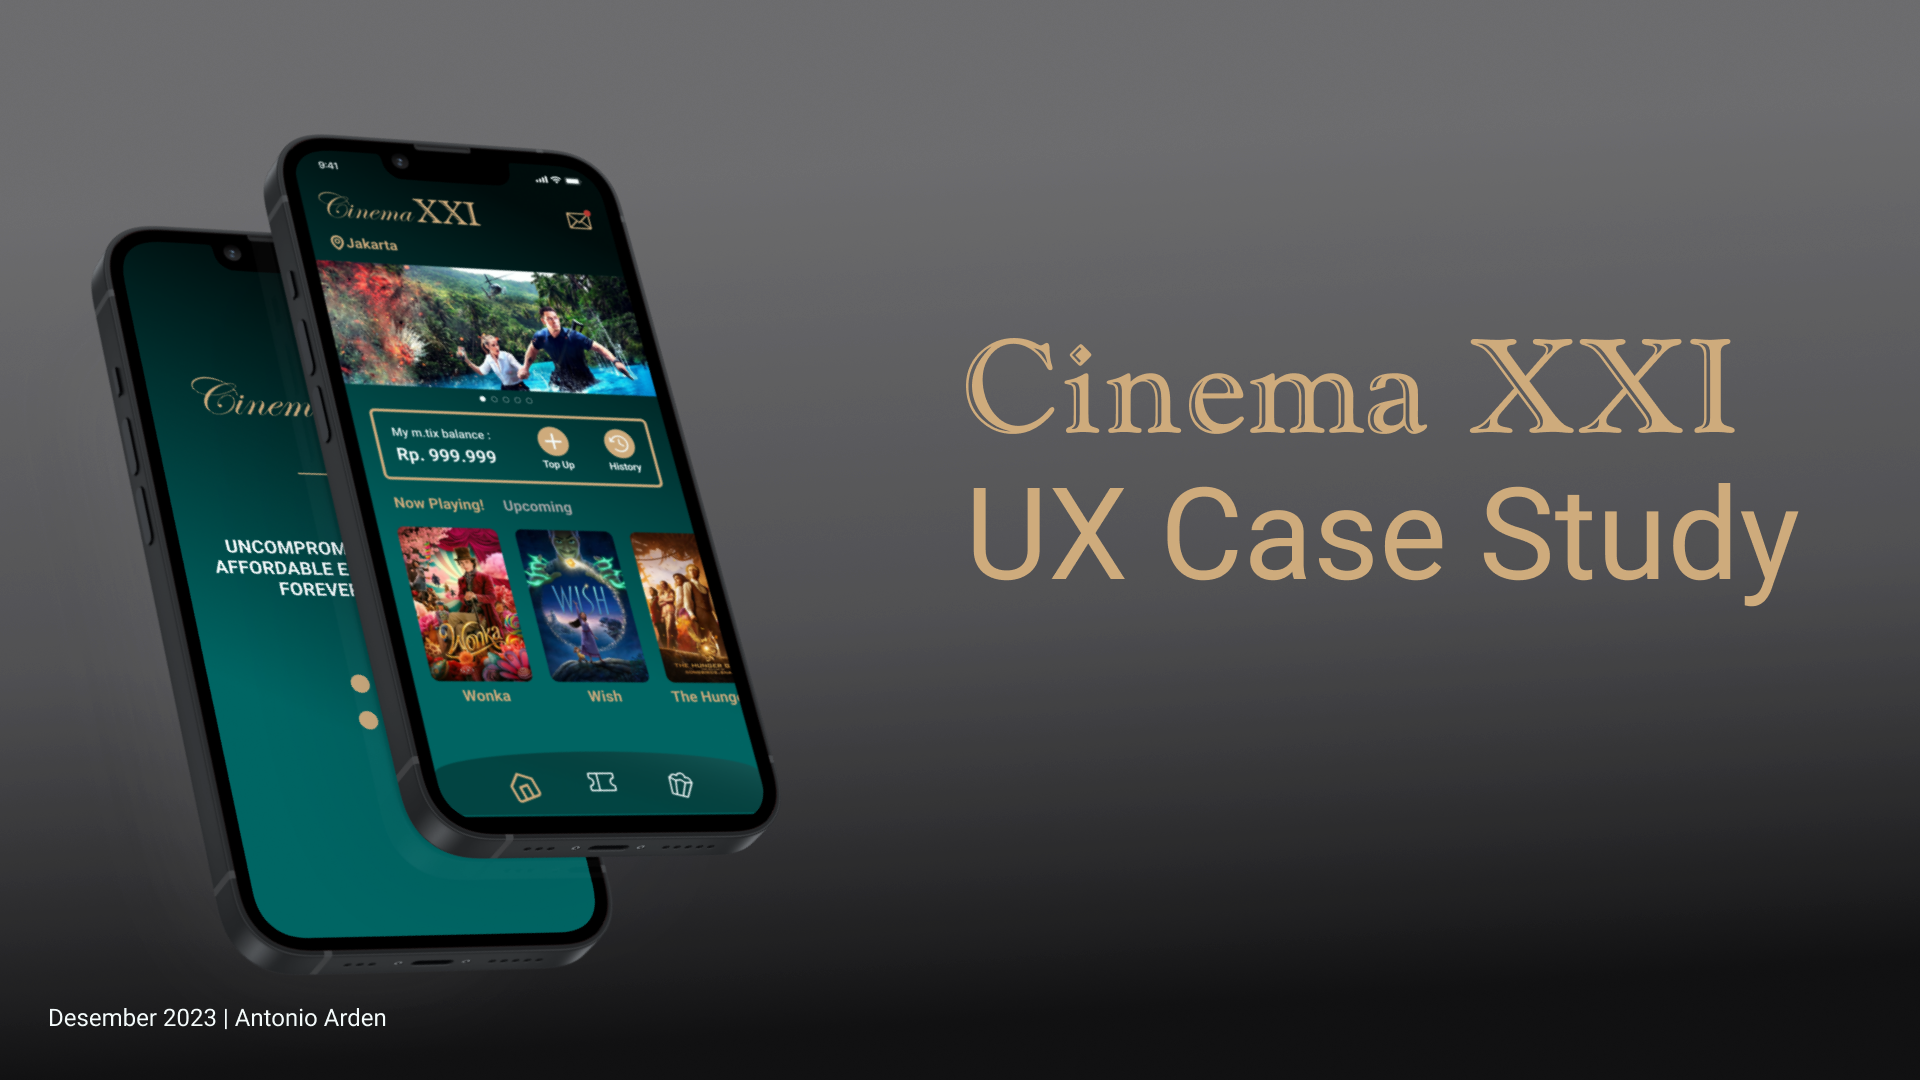 9:41
Cinema XXI
Jakarta
My m.tix balance :
Rp. 999.999
Top Up
History
Now Playing! Upcoming
Wonka
WISH
THE HUNGER
Wonka
Wish
The Hung
Cinem
UNCOMPROM
AFFORDABLE E
FOREVE
Cinema XXI
UX Case Study
Desember 2023 | Antonio Arden